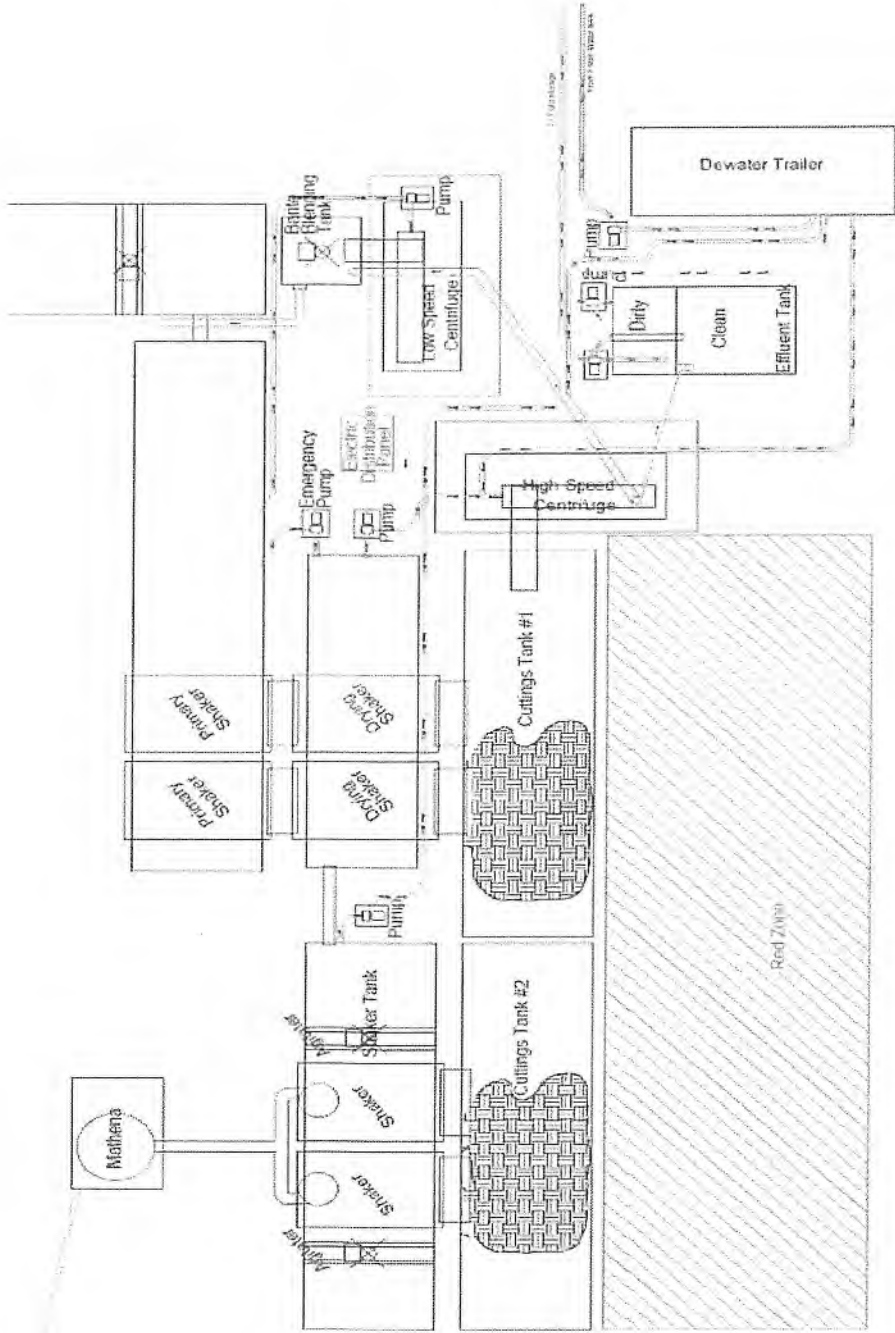 Dewater Trailer
Barite
Blending
Tank
Pump
Low Speed
Centrifuge
Pump
Dirty
Clean
Effluent Tank
Emergency
Pump
Electric
Distribution
Panel
Pump
High Speed
Centrifuge
Primary
Shaker
Primary
Shaker
Drying
Shaker
Drying
Shaker
Cuttings Tank #1
Pump
Red Zone
Mathena
Agitater
Shaker Tank
Shaker
Shaker
Agitater
Cuttings Tank #2